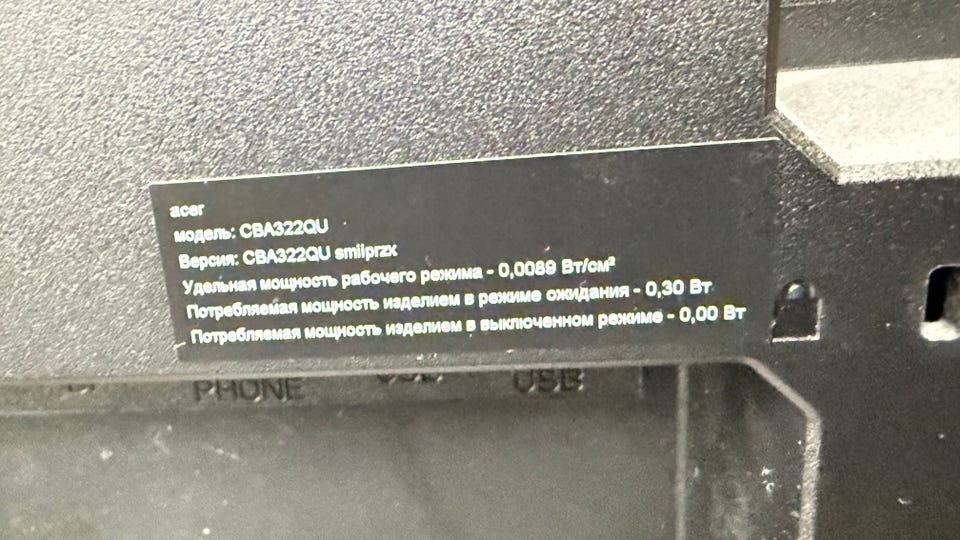 acer
модель: CBA322QU
Версия: CBA322QU smiiprzx
Удельная мощность рабочего режима - 0,0089 Вт/см²
Потребляемая мощность изделием в режиме ожидания - 0,30 Вт
Потребляемая мощность изделием в выключенном режиме - 0,00 Вт
PHONE
USB